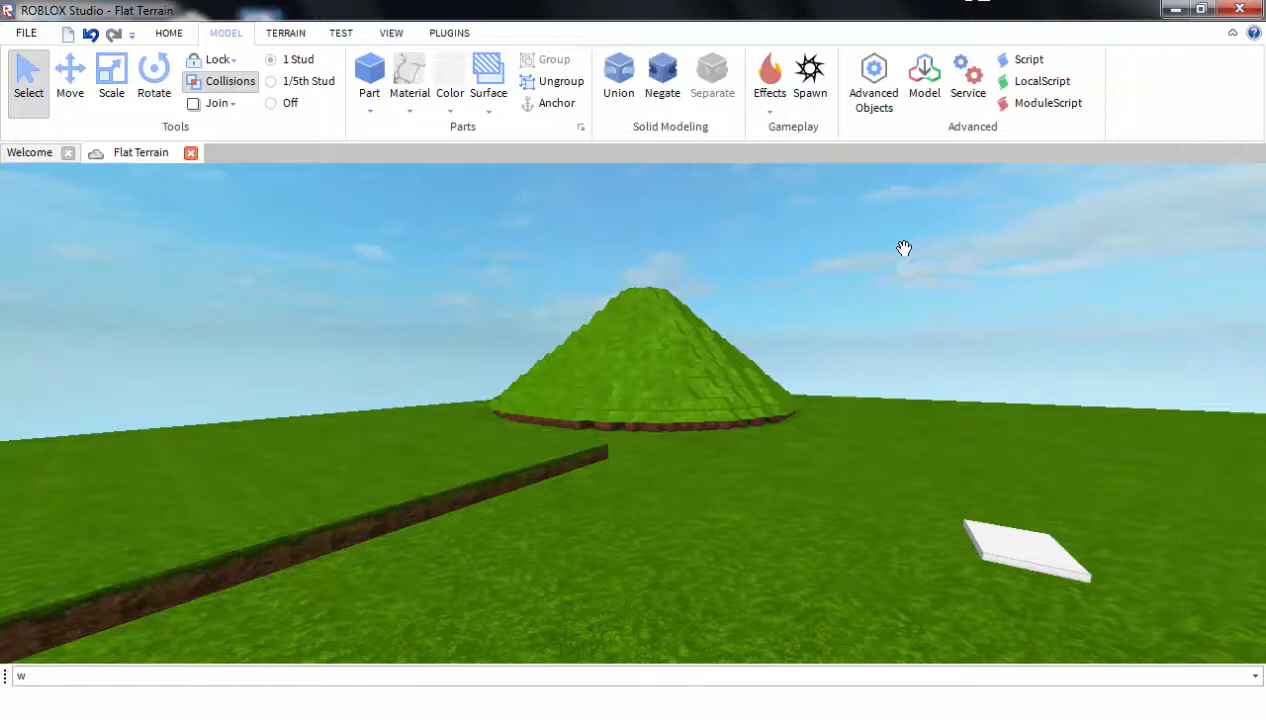 ROBLOX Studio - Flat Terrain
FILE HOME MODEL TERRAIN TEST VIEW PLUGINS
Select Move Scale Rotate
Lock
Collisions
Join
1 Stud
1/5th Stud
Off
Tools
Part Material Color Surface
Group
Ungroup
Anchor
Parts
Union Negate Separate
Solid Modeling
Effects Spawn
Gameplay
Advanced
Objects
Model Service
Script
LocalScript
ModuleScript
Advanced
Welcome Flat Terrain
w